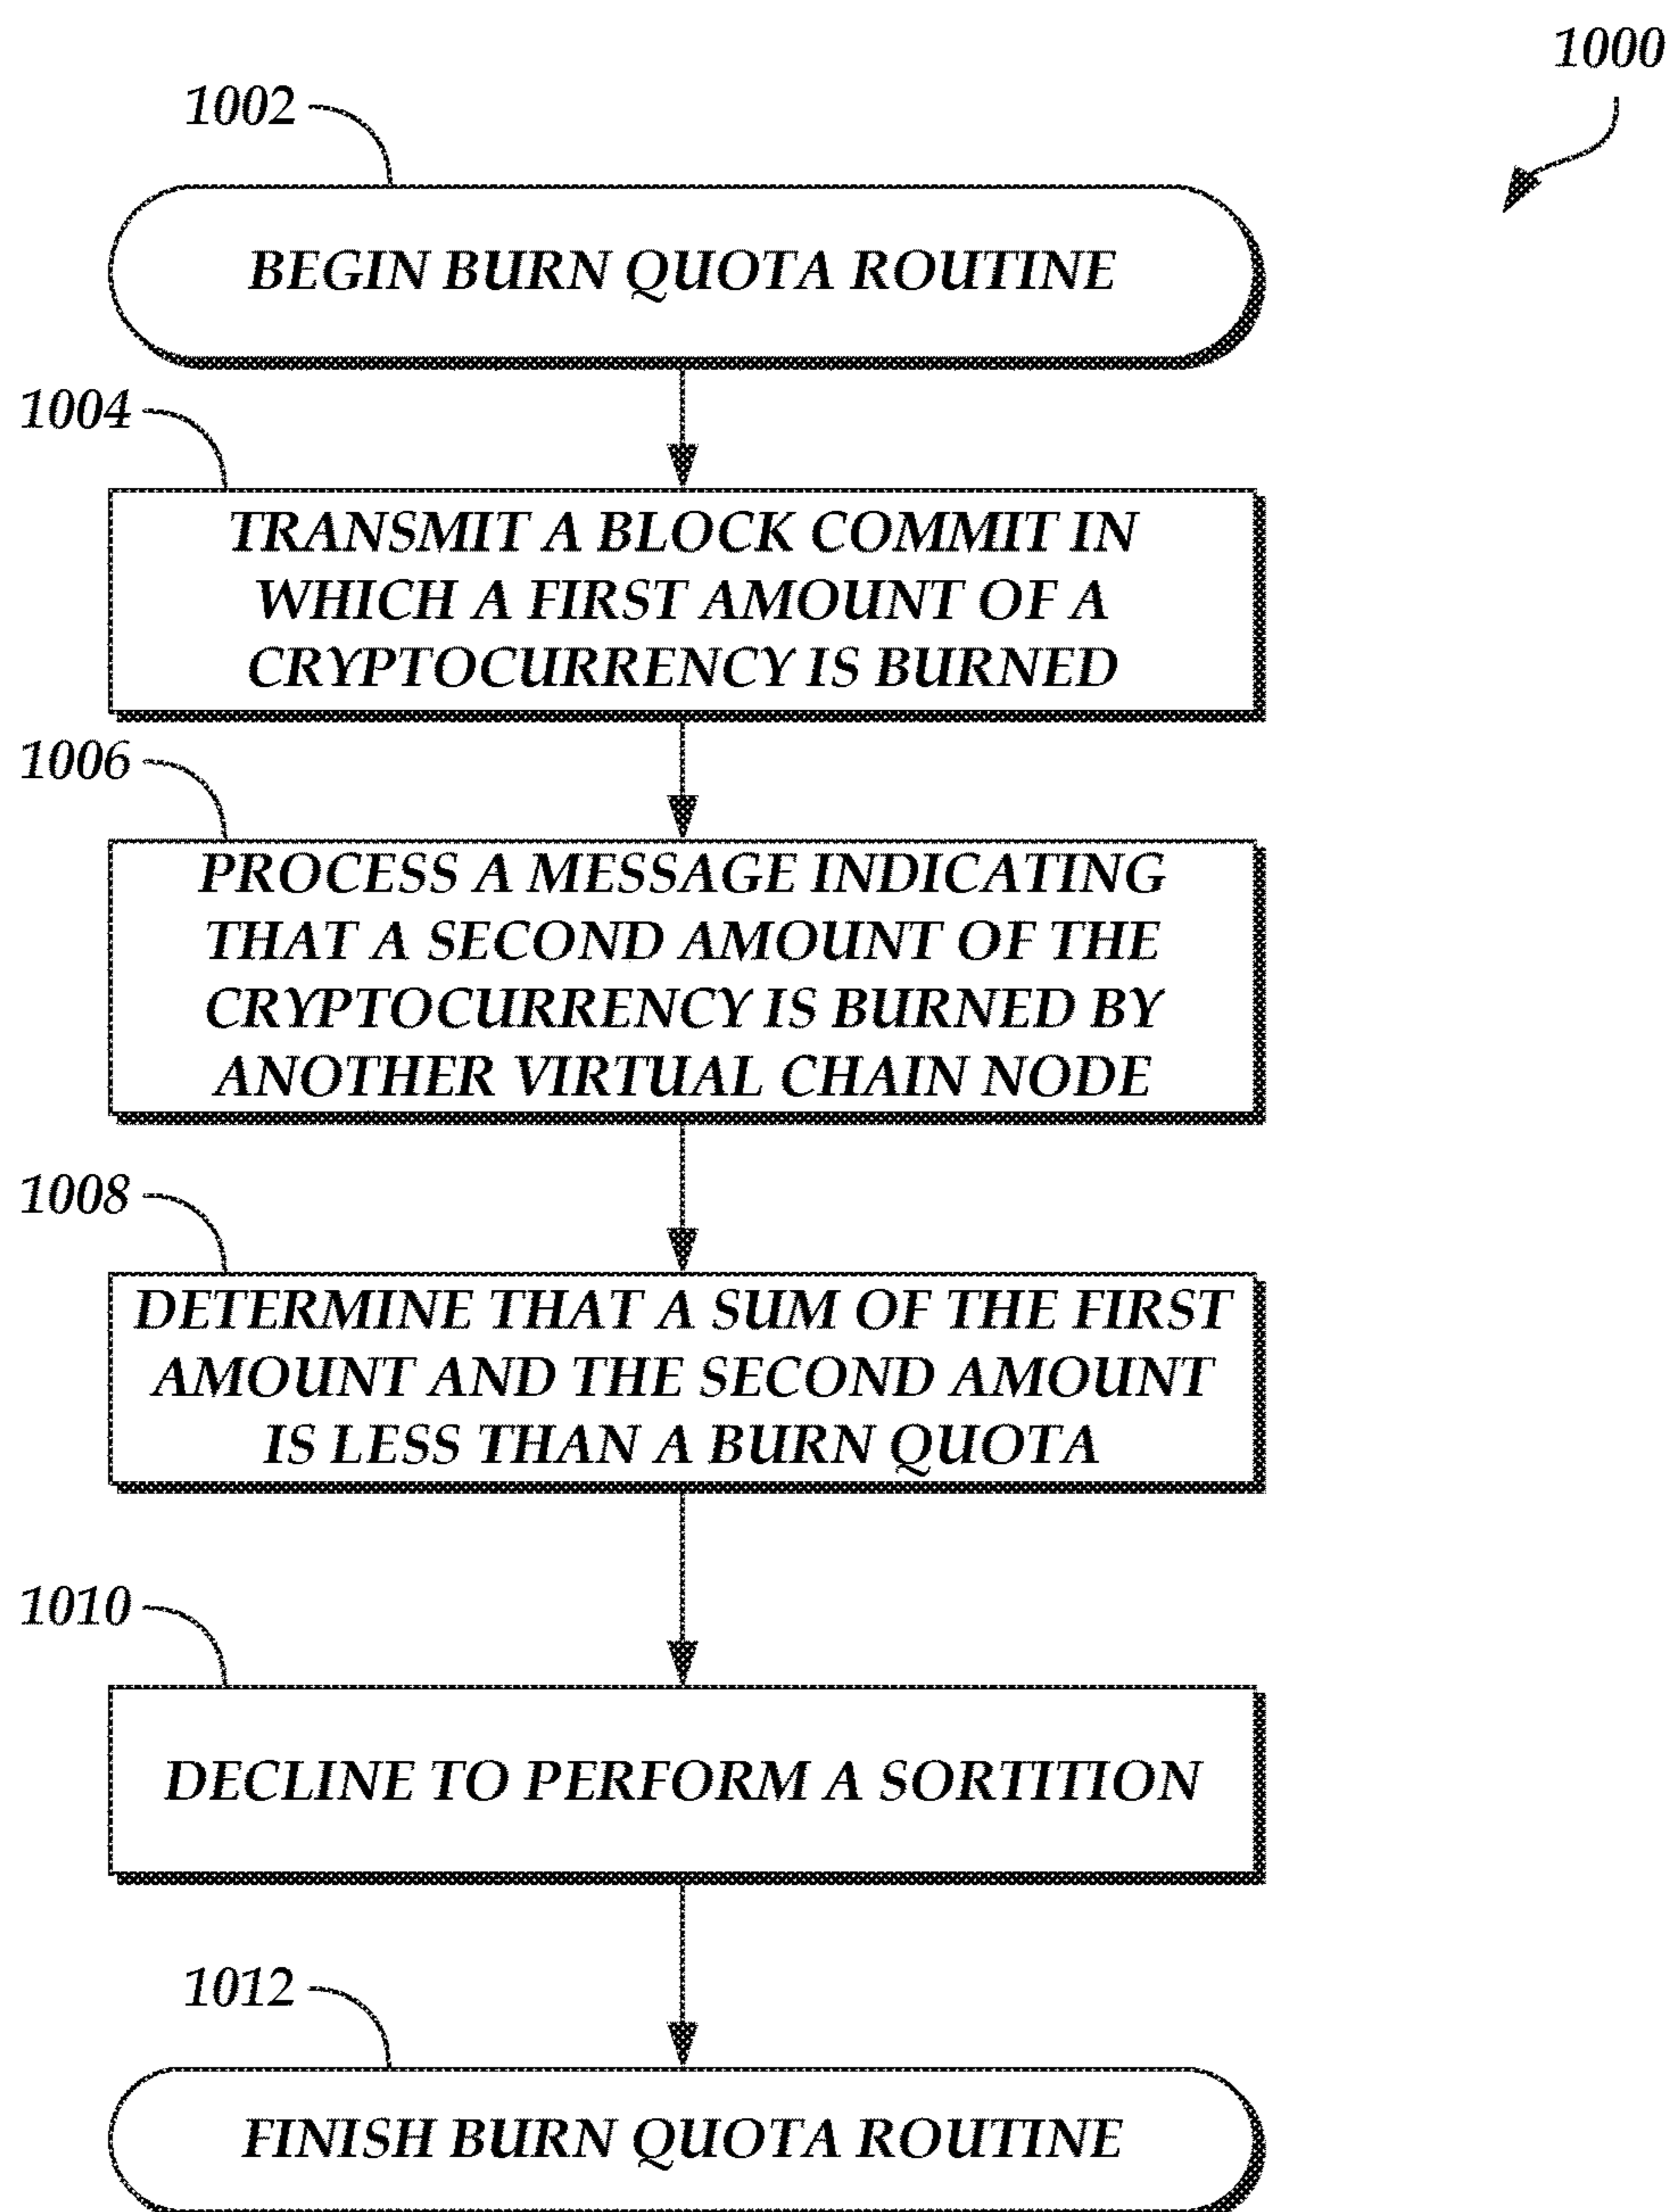 1000
1002
BEGIN BURN QUOTA ROUTINE
1004
TRANSMIT A BLOCK COMMIT IN
WHICH A FIRST AMOUNT OF A
CRYPTOCURRENCY IS BURNED
1006
PROCESS A MESSAGE INDICATING
THAT A SECOND AMOUNT OF THE
CRYPTOCURRENCY IS BURNED BY
ANOTHER VIRTUAL CHAIN NODE
1008
DETERMINE THAT A SUM OF THE FIRST
AMOUNT AND THE SECOND AMOUNT
IS LESS THAN A BURN QUOTA
1010
DECLINE TO PERFORM A SORTITION
1012
FINISH BURN QUOTA ROUTINE